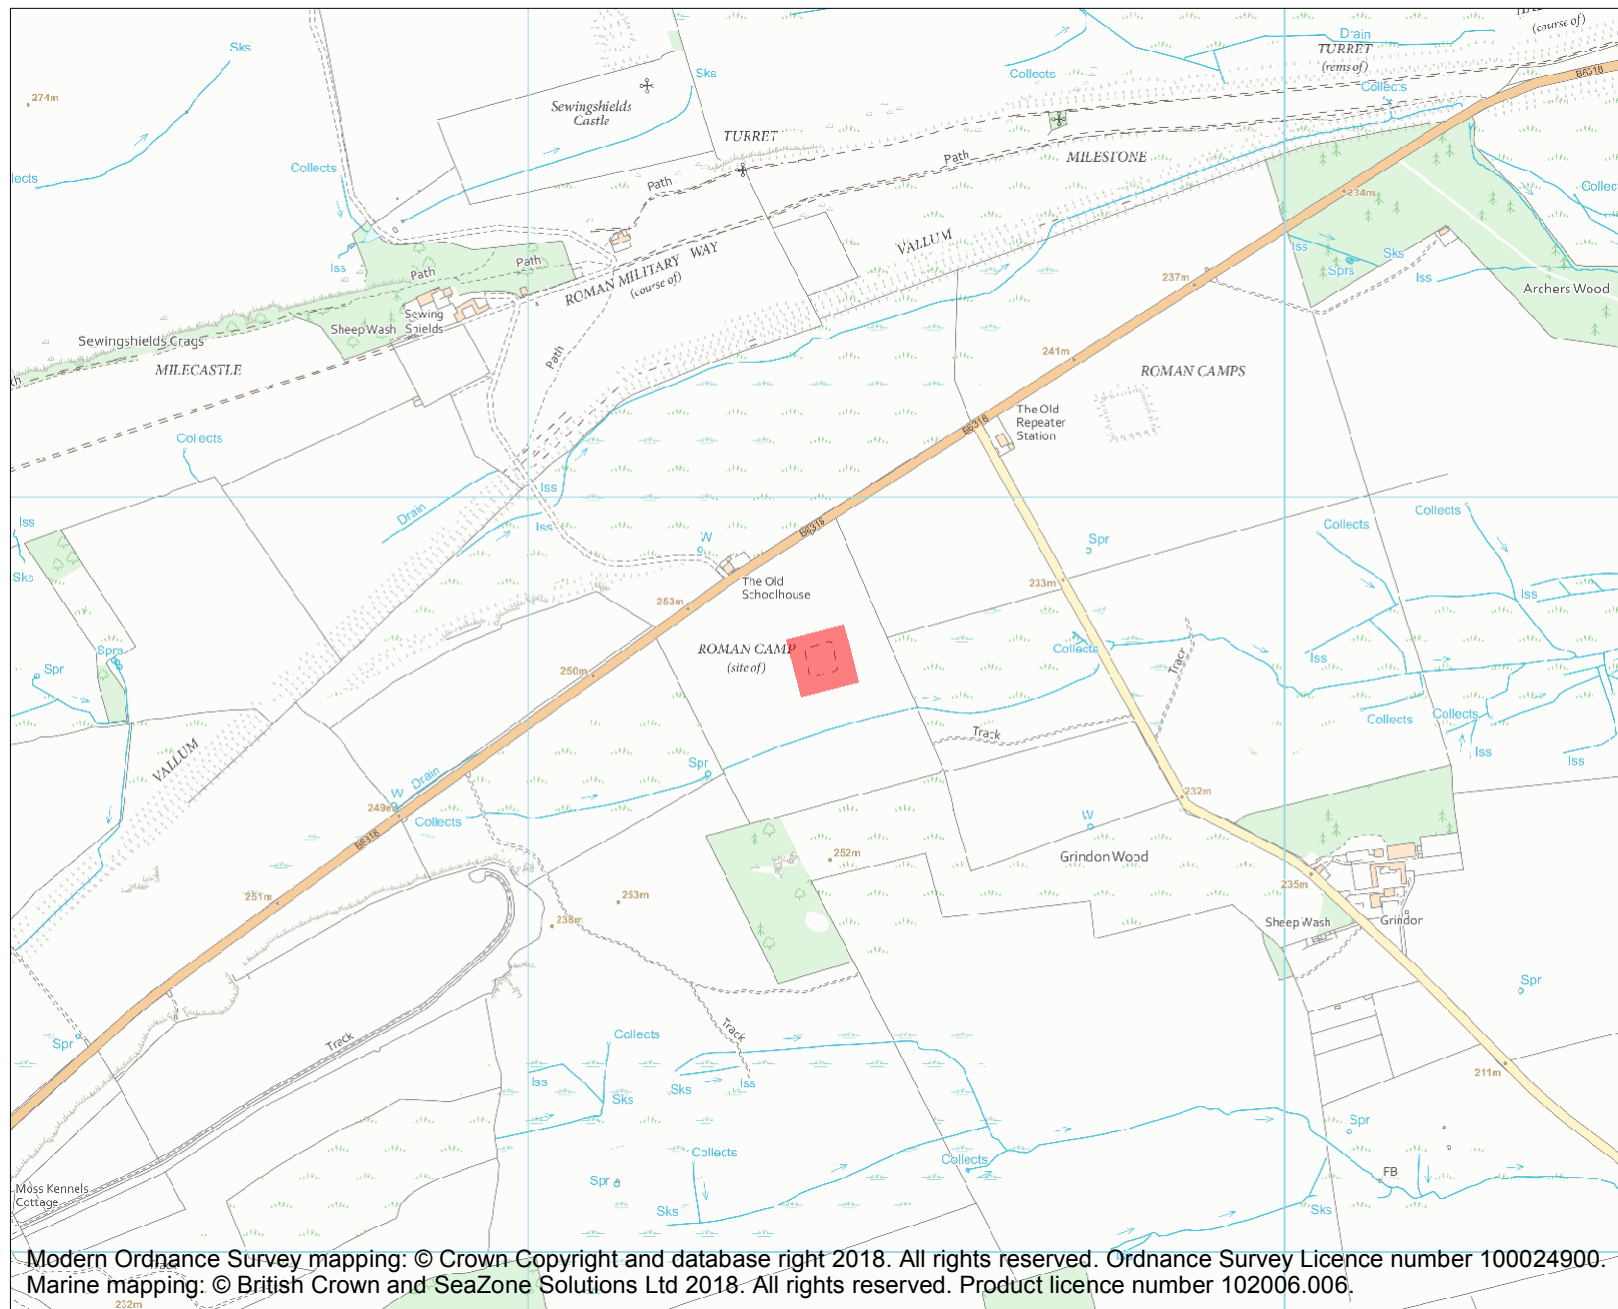 Sks
Drain
(course of)
TURRET
(rems of)
B6318
274m
Sks
Collects
Collects
Sewingshields
Castle
TURRET
Path
MILESTONE
Collects
lects
Path
234m
Collec
VALLUM
Iss
Sks
Iss
Sprs
Iss
Path
Path
ROMAN MILITARY WAY
(course of)
237m
Archers Wood
Sewing
Shields
Sheep Wash
Sewingshields Crags
MILECASTLE
Path
241m
ROMAN CAMPS
th
The Old
Repeater
Station
B6318
Iss
Drain
Iss
Collects
Collects
Iss
W
B6318
Spr
Sks
The Old
Schoolhouse
233m
Iss
253m
ROMAN CAMP
(site of)
Collects
Iss
Sprs
Spr
250m
Track
Collects
Collects
Track
Iss
Iss
VALLUM
Spr
Drain
W
249m
Collects
232m
W
B6318
252m
Grindon Wood
253m
251m
238m
235m
Sheep Wash
Spr
Track
Track
Spr
Collects
Iss
Sks
Sks
Iss
211m
Spr
Collects
Collects
Spr
FB
Moss Kennels
Cottage
Sks
Sks
Modern Ordnance Survey mapping: © Crown Copyright and database right 2018. All rights reserved. Ordnance Survey Licence number 100024900.
Marine mapping: © British Crown and SeaZone Solutions Ltd 2018. All rights reserved. Product licence number 102006.006.
232m